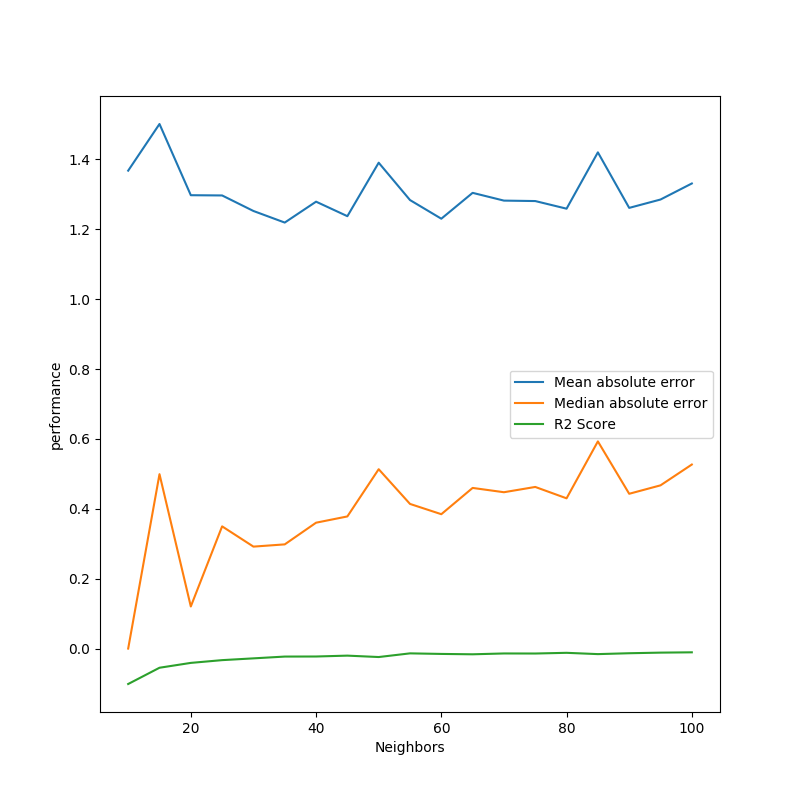 1.4
1.2
1.0
0.8
0.6
0.4
0.2
0.0
performance
Mean absolute error
Median absolute error
R2 Score
20 40 60 80 100
Neighbors